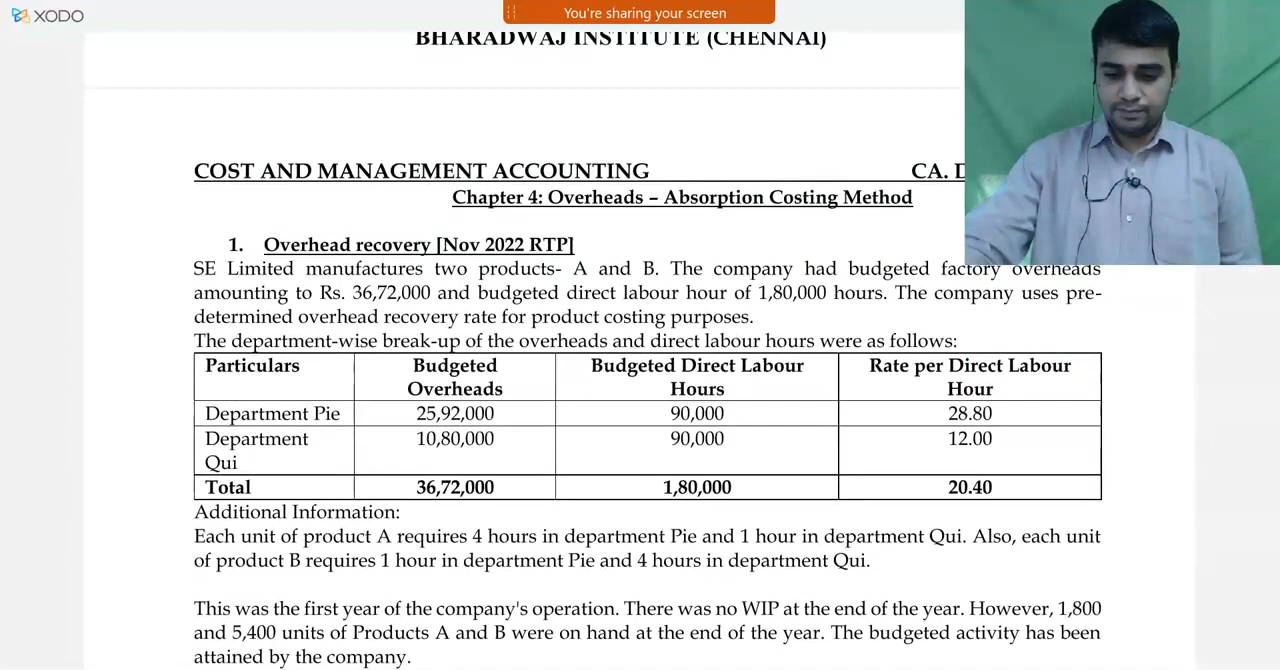 XODO
You're sharing your screen
BHARADWAJ INSTITUTE (CHENNAI)
COST AND MANAGEMENT ACCOUNTING CA.
Chapter 4: Overheads – Absorption Costing Method
1. Overhead recovery [Nov 2022 RTP]
SE Limited manufactures two products- A and B. The company had budgeted factory overheads
amounting to Rs. 36,72,000 and budgeted direct labour hour of 1,80,000 hours. The company uses pre-
determined overhead recovery rate for product costing purposes.
The department-wise break-up of the overheads and direct labour hours were as follows:
Particulars Budgeted Overheads Budgeted Direct Labour Hours Rate per Direct Labour Hour
Department Pie 25,92,000 90,000 28.80
Department Qui 10,80,000 90,000 12.00
Total 36,72,000 1,80,000 20.40
Additional Information:
Each unit of product A requires 4 hours in department Pie and 1 hour in department Qui. Also, each unit
of product B requires 1 hour in department Pie and 4 hours in department Qui.
This was the first year of the company's operation. There was no WIP at the end of the year. However, 1,800
and 5,400 units of Products A and B were on hand at the end of the year. The budgeted activity has been
attained by the company.